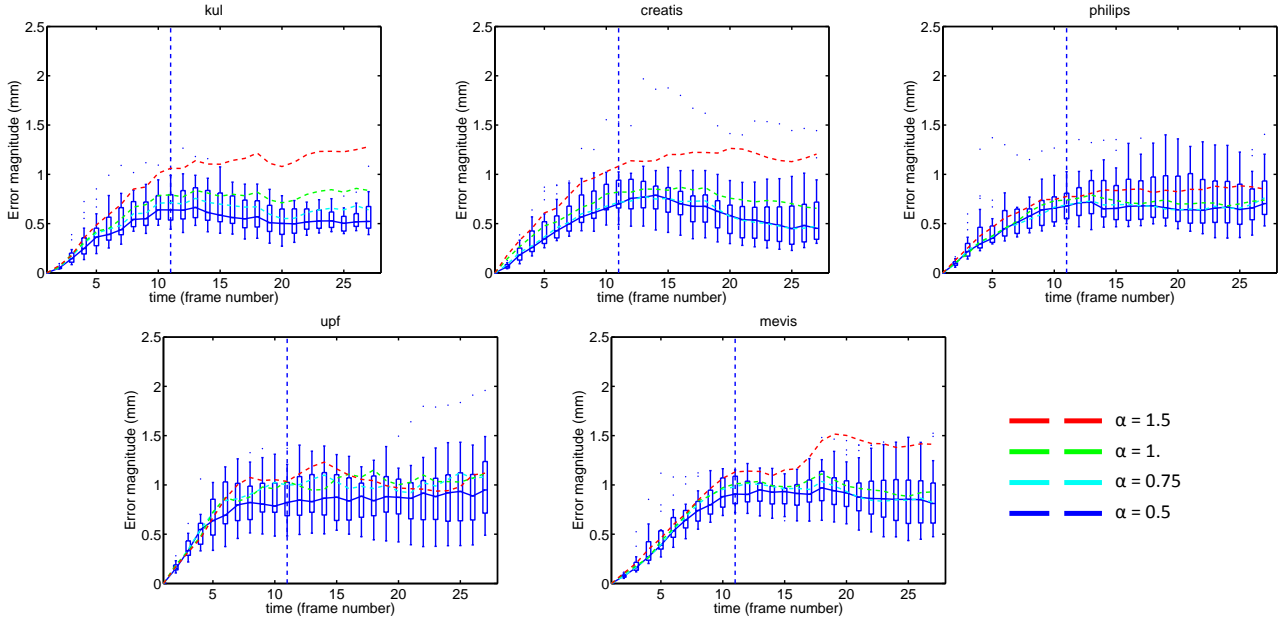 kul
2.5
2
1.5
1
0.5
0
Error magnitude (mm)
5 10 15 20 25
time (frame number)
creatis
2.5
2
1.5
1
0.5
0
Error magnitude (mm)
5 10 15 20 25
time (frame number)
philips
2.5
2
1.5
1
0.5
0
Error magnitude (mm)
5 10 15 20 25
time (frame number)
upf
2.5
2
1.5
1
0.5
0
Error magnitude (mm)
5 10 15 20 25
time (frame number)
mevis
2.5
2
1.5
1
0.5
0
Error magnitude (mm)
5 10 15 20 25
time (frame number)
α = 1.5
α = 1.
α = 0.75
α = 0.5